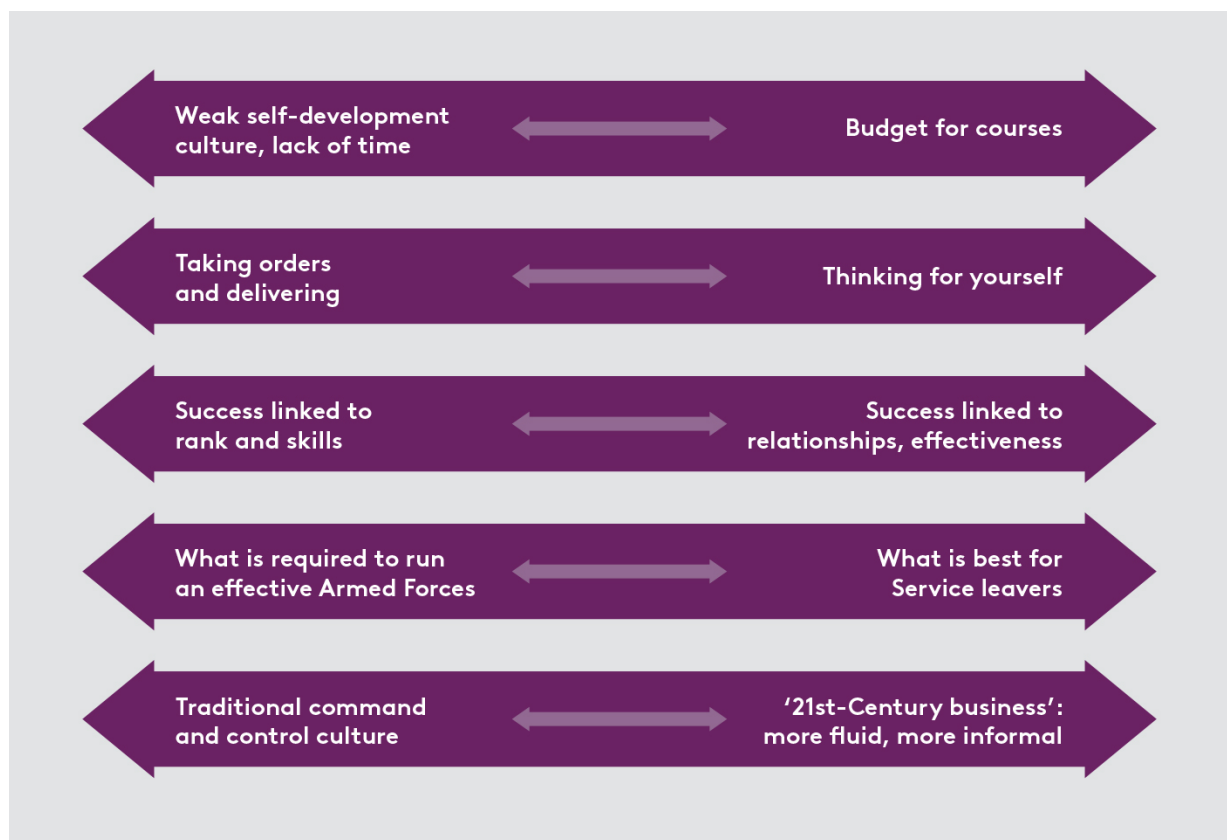 Weak self-development
culture, lack of time
Budget for courses
Taking orders
and delivering
Thinking for yourself
Success linked to
rank and skills
Success linked to
relationships, effectiveness
What is required to run
an effective Armed Forces
What is best for
Service leavers
Traditional command
and control culture
‘21st-Century business’:
more fluid, more informal